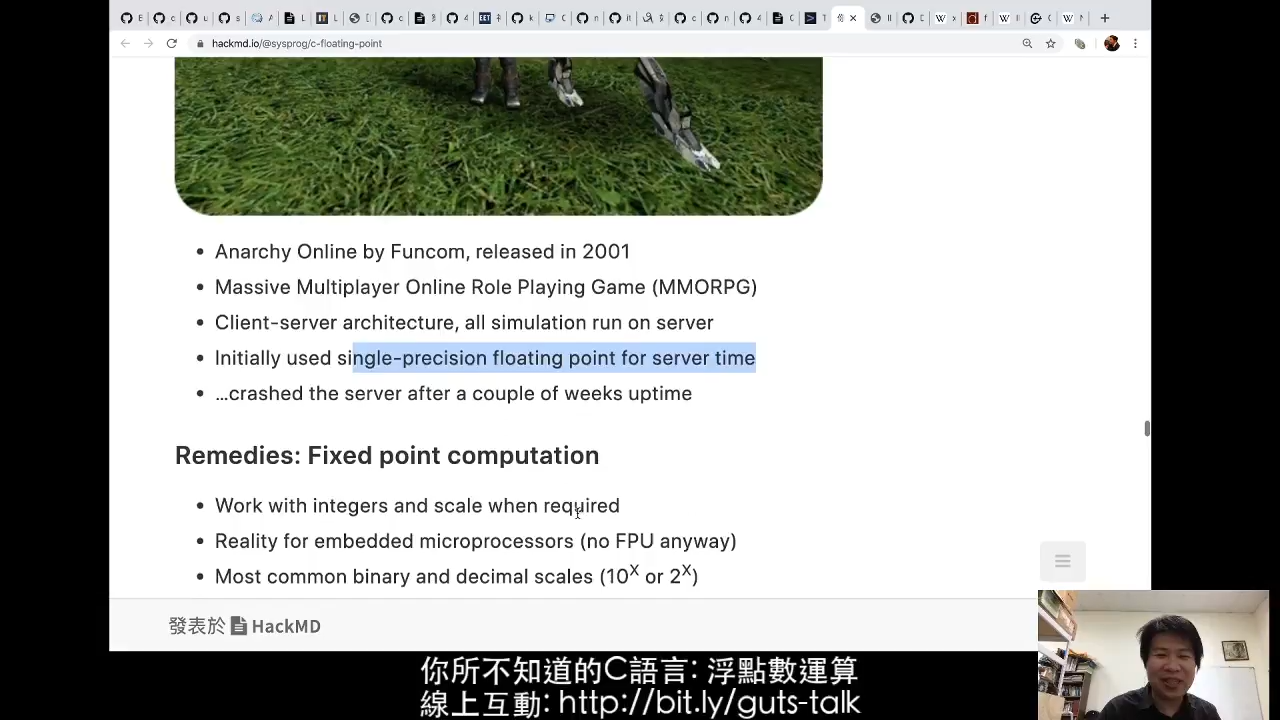 hackmd.io/@sysprog/c-floating-point
• Anarchy Online by Funcom, released in 2001
• Massive Multiplayer Online Role Playing Game (MMORPG)
• Client-server architecture, all simulation run on server
• Initially used single-precision floating point for server time
• ...crashed the server after a couple of weeks uptime
Remedies: Fixed point computation
• Work with integers and scale when required
• Reality for embedded microprocessors (no FPU anyway)
• Most common binary and decimal scales (10^X or 2^X)
發表於 HackMD
你所不知道的C語言: 浮點數運算
線上互動: http://bit.ly/guts-talk